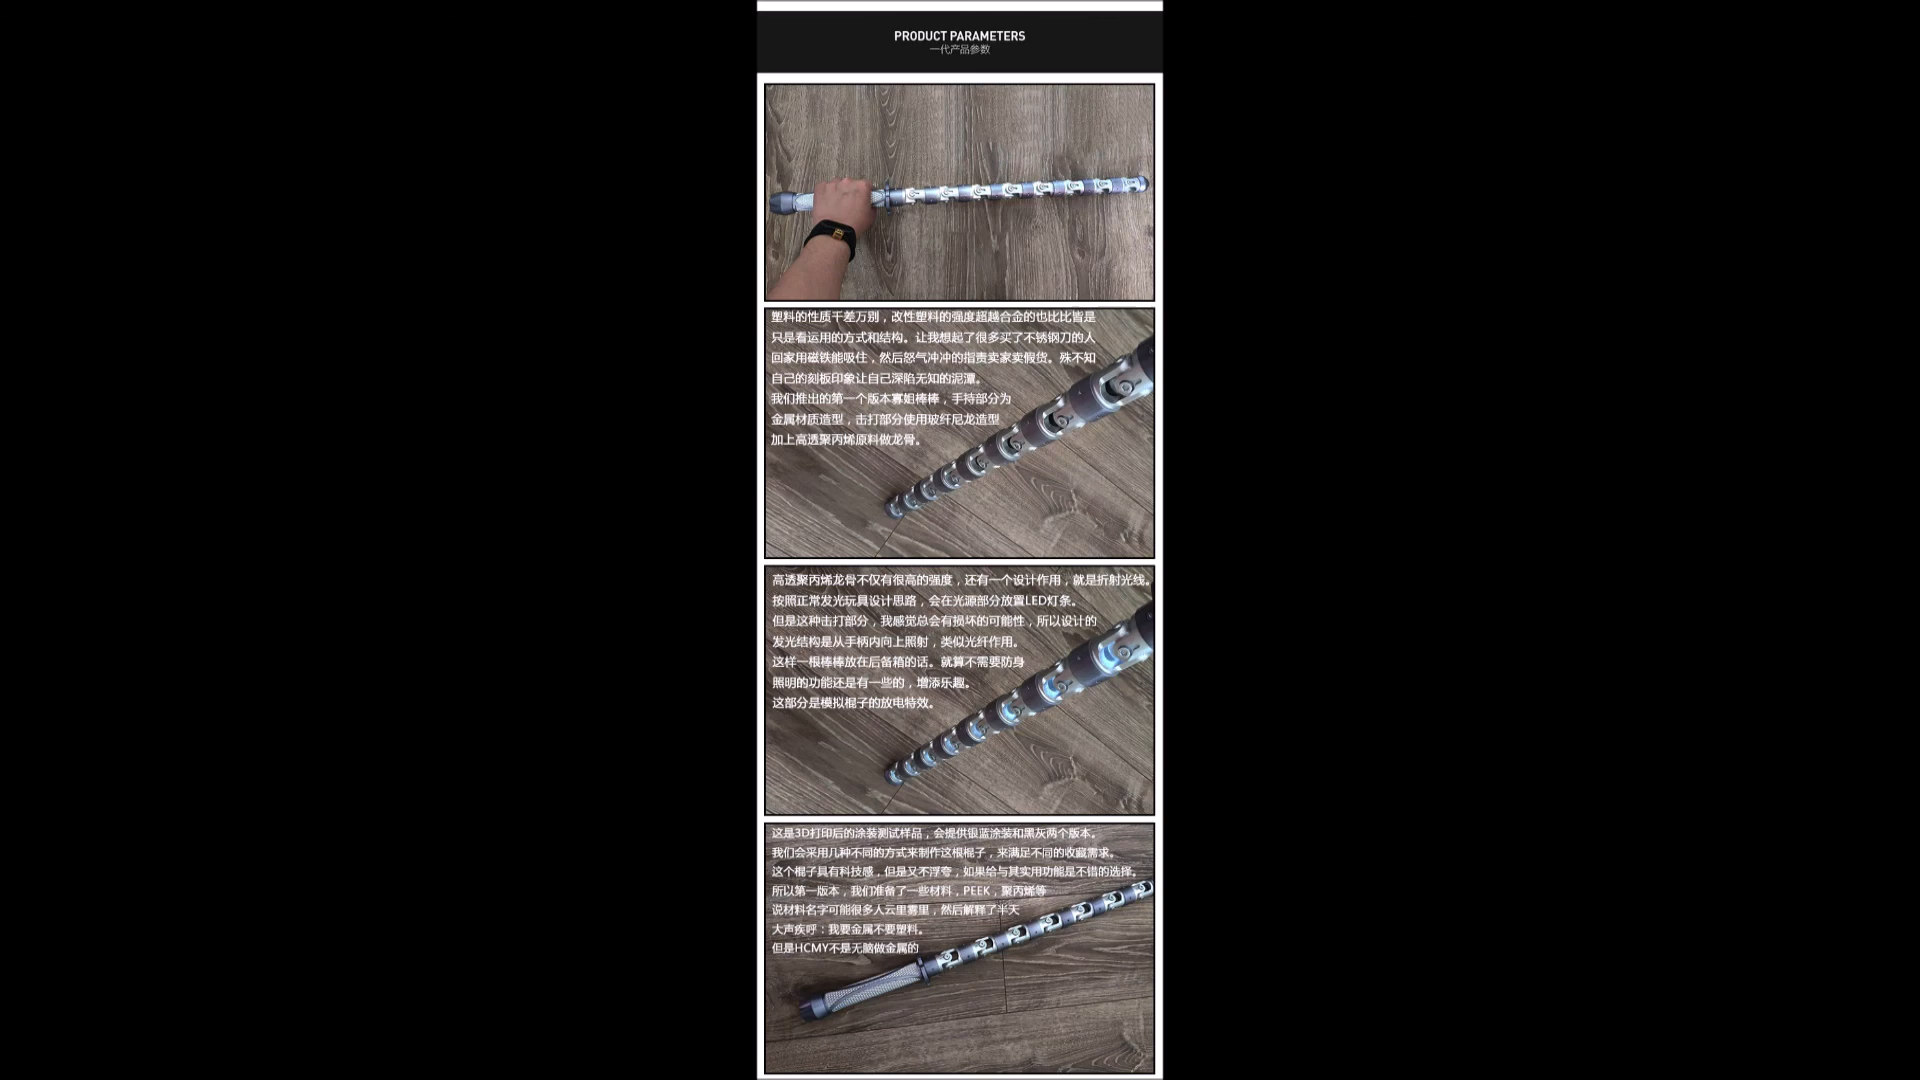 PRODUCT PARAMETERS
一代产品参数
塑料的性质千差万别，改性塑料的强度超越合金的也比比皆是
只是看运用的方式和结构。让我想起了很多买了不锈钢刀的人
回家用磁铁能吸住，然后怒气冲冲的指责卖家卖假货。殊不知
自己的刻板印象让自己深陷无知的泥潭。
我们推出的第一个版本寡姐棒棒，手持部分为
金属材质造型，击打部分使用玻纤尼龙造型
加上高透聚丙烯原料做龙骨。
高透聚丙烯龙骨不仅有很高的强度，还有一个设计作用，就是折射光线。
按照正常发光玩具设计思路，会在光源部分放置LED灯条。
但是这种击打部分，我感觉总会有损坏的可能性，所以设计的
发光结构是从手柄内向上照射，类似光纤作用。
这样一根棒棒放在后备箱的话。就算不需要防身
照明的功能还是有一些的，增添乐趣。
这部分是模拟棍子的放电特效。
这是3D打印后的涂装测试样品，会提供银蓝涂装和黑灰两个版本。
我们会采用几种不同的方式来制作这根棍子，来满足不同的收藏需求。
这个棍子具有科技感，但是又不浮夸，如果给与其实用功能是不错的选择。
所以第一版本，我们准备了一些材料，PEEK，聚丙烯等
说材料名字可能很多人云里雾里，然后解释了半天
大声疾呼：我要金属不要塑料。
但是HCMY不是无脑做金属的